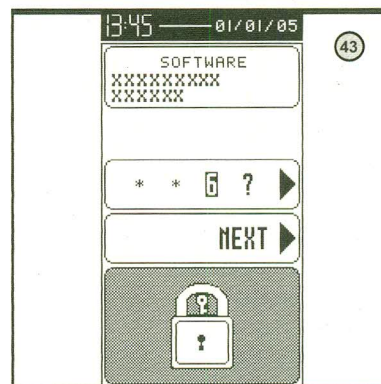 13:45 01/01/05
43
SOFTWARE
XXXXXXXXX
XXXXXX
* * 6 ?
NEXT